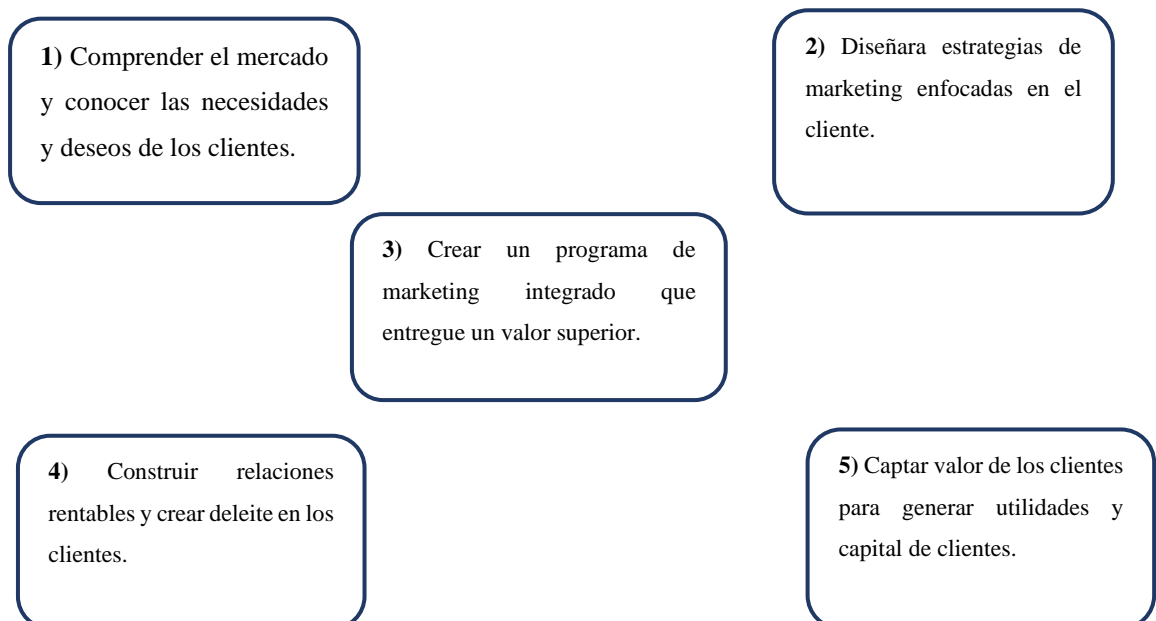 1) Comprender el mercado
y conocer las necesidades
y deseos de los clientes.
2) Diseñara estrategias de
marketing enfocadas en el
cliente.
3) Crear un programa de
marketing integrado que
entregue un valor superior.
4) Construir relaciones
rentables y crear deleite en los
clientes.
5) Captar valor de los clientes
para generar utilidades y
capital de clientes.